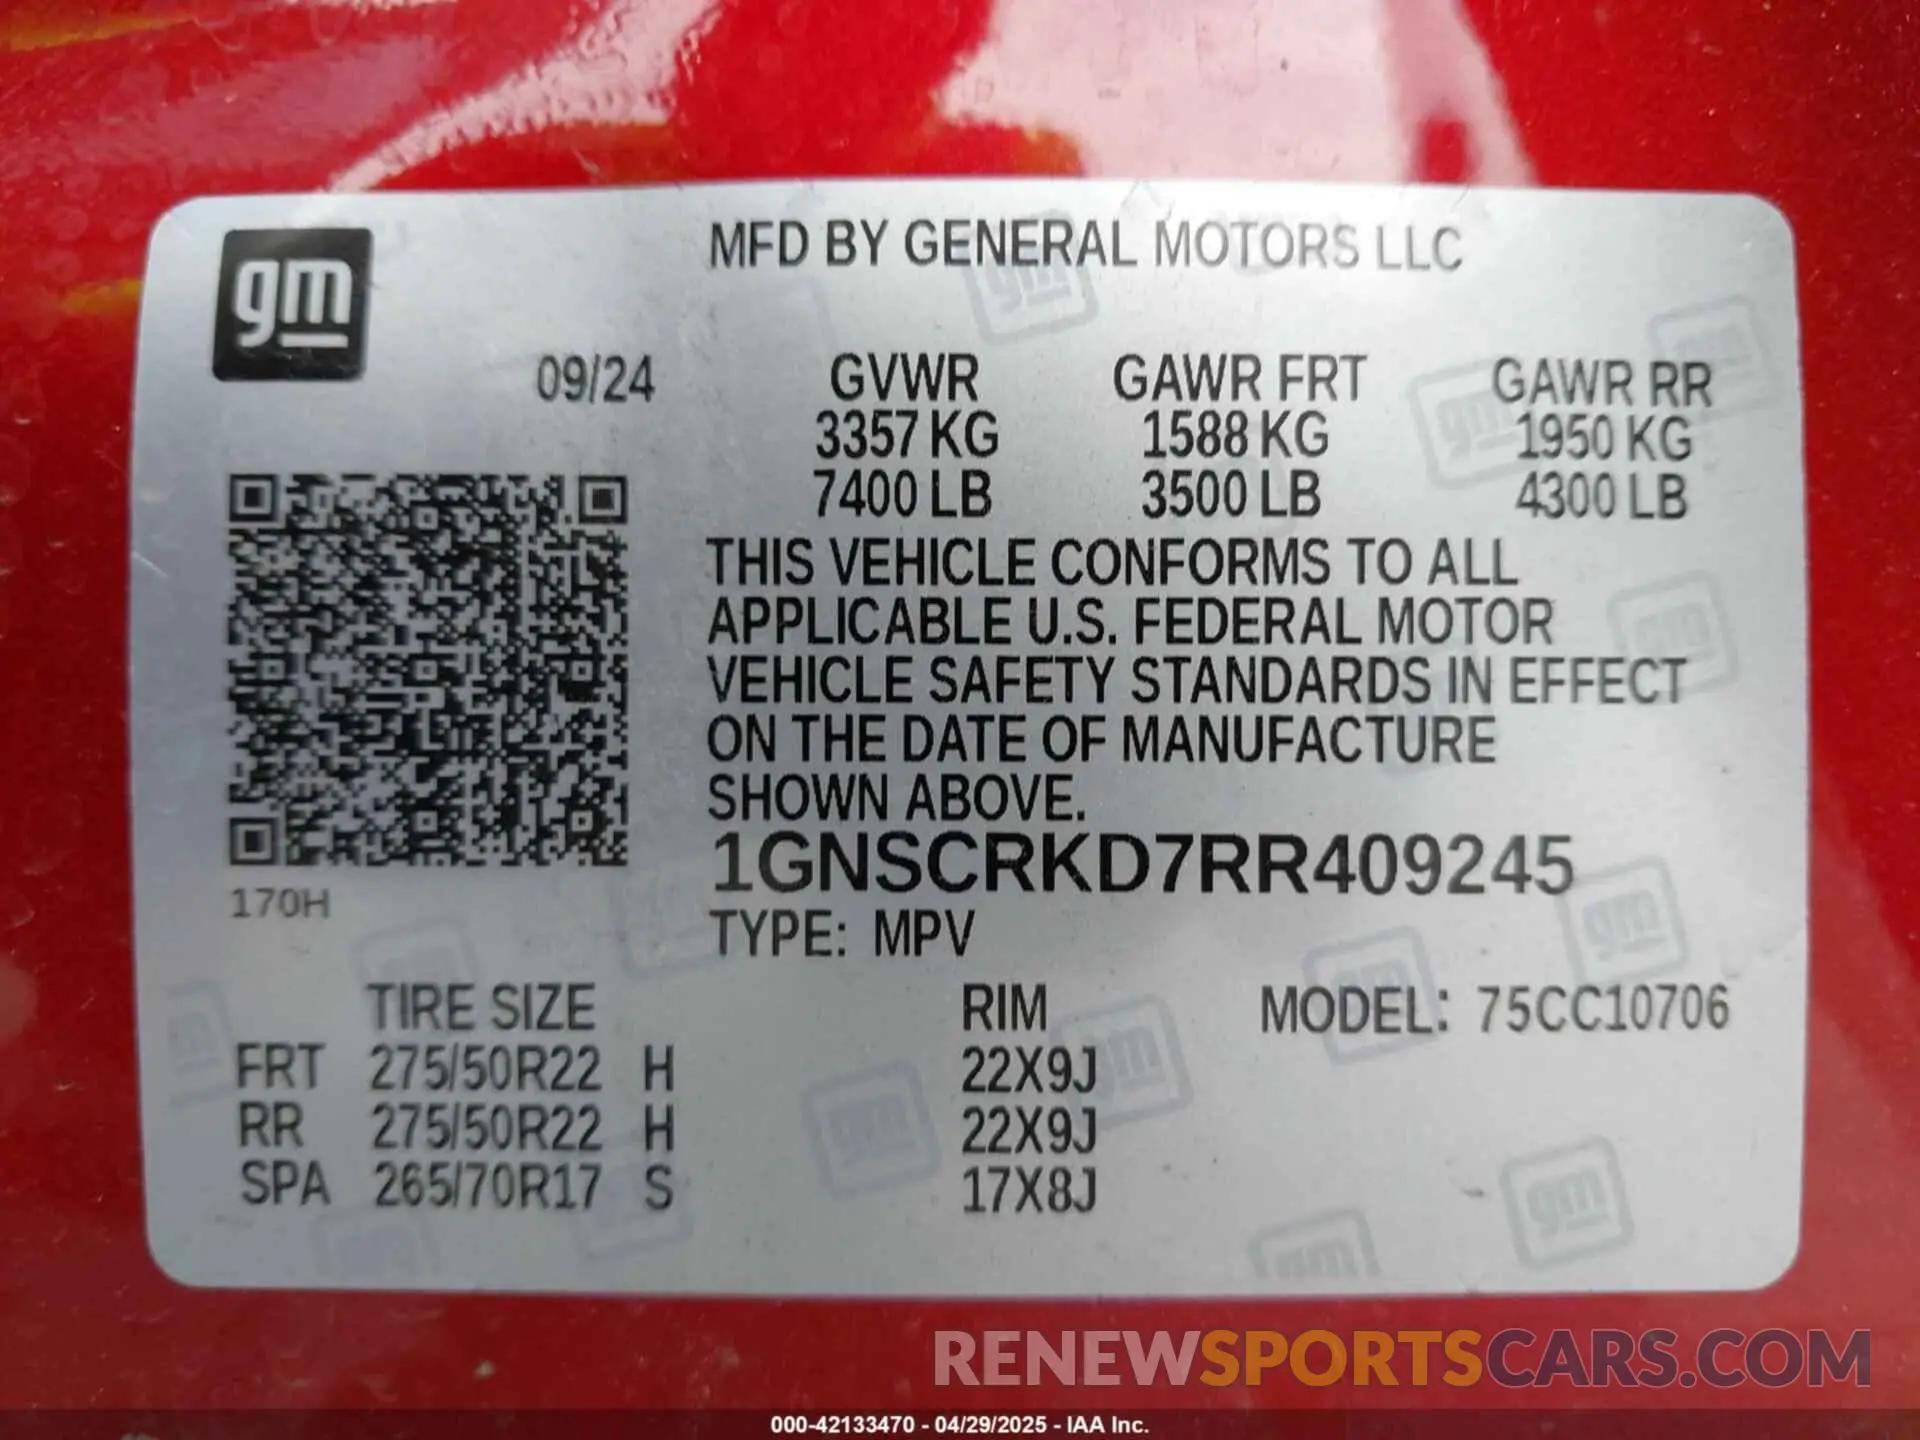 gm
MFD BY GENERAL MOTORS LLC
09/24 GVWR GAWR FRT GAWR RR
3357 KG 1588 KG 1950 KG
7400 LB 3500 LB 4300 LB
THIS VEHICLE CONFORMS TO ALL
APPLICABLE U.S. FEDERAL MOTOR
VEHICLE SAFETY STANDARDS IN EFFECT
ON THE DATE OF MANUFACTURE
SHOWN ABOVE.
1GNSCRKD7RR409245
170H
TYPE: MPV
TIRE SIZE RIM MODEL: 75CC10706
FRT 275/50R22 H 22X9J
RR 275/50R22 H 22X9J
SPA 265/70R17 S 17X8J
RENEWSPORTSCARS.COM
000-42133470 - 04/29/2025 - IAA Inc.